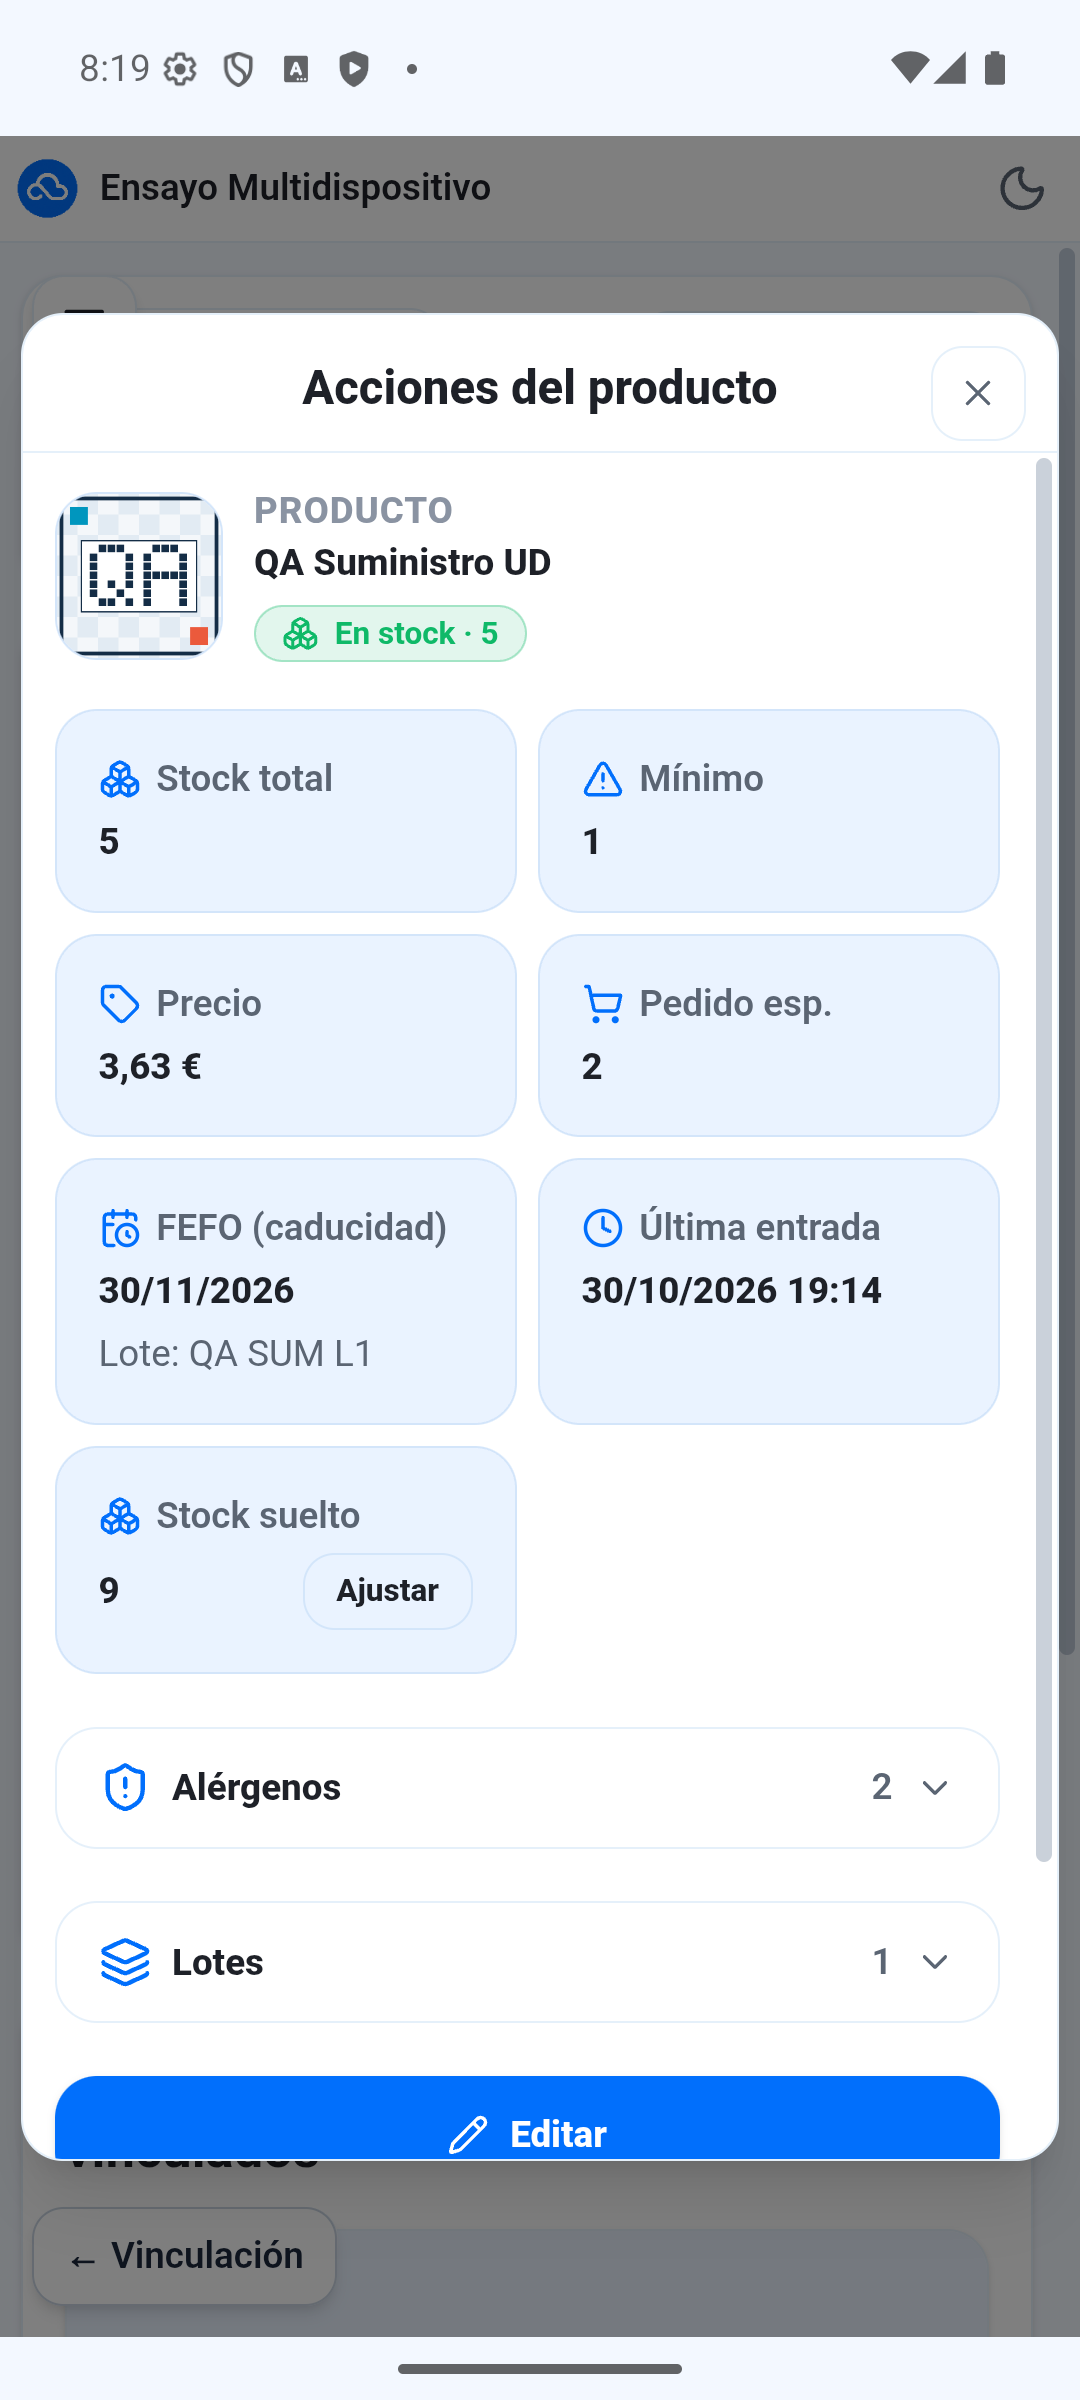 8:19
Ensayo Multidispositivo
Acciones del producto
QA
PRODUCTO
QA Suministro UD
En stock · 5
Stock total
5
Mínimo
1
Precio
3,63 €
Pedido esp.
2
FEFO (caducidad)
30/11/2026
Lote: QA SUM L1
Última entrada
30/10/2026 19:14
Stock suelto
9
Ajustar
Alérgenos
2
Lotes
1
Editar
← Vinculación